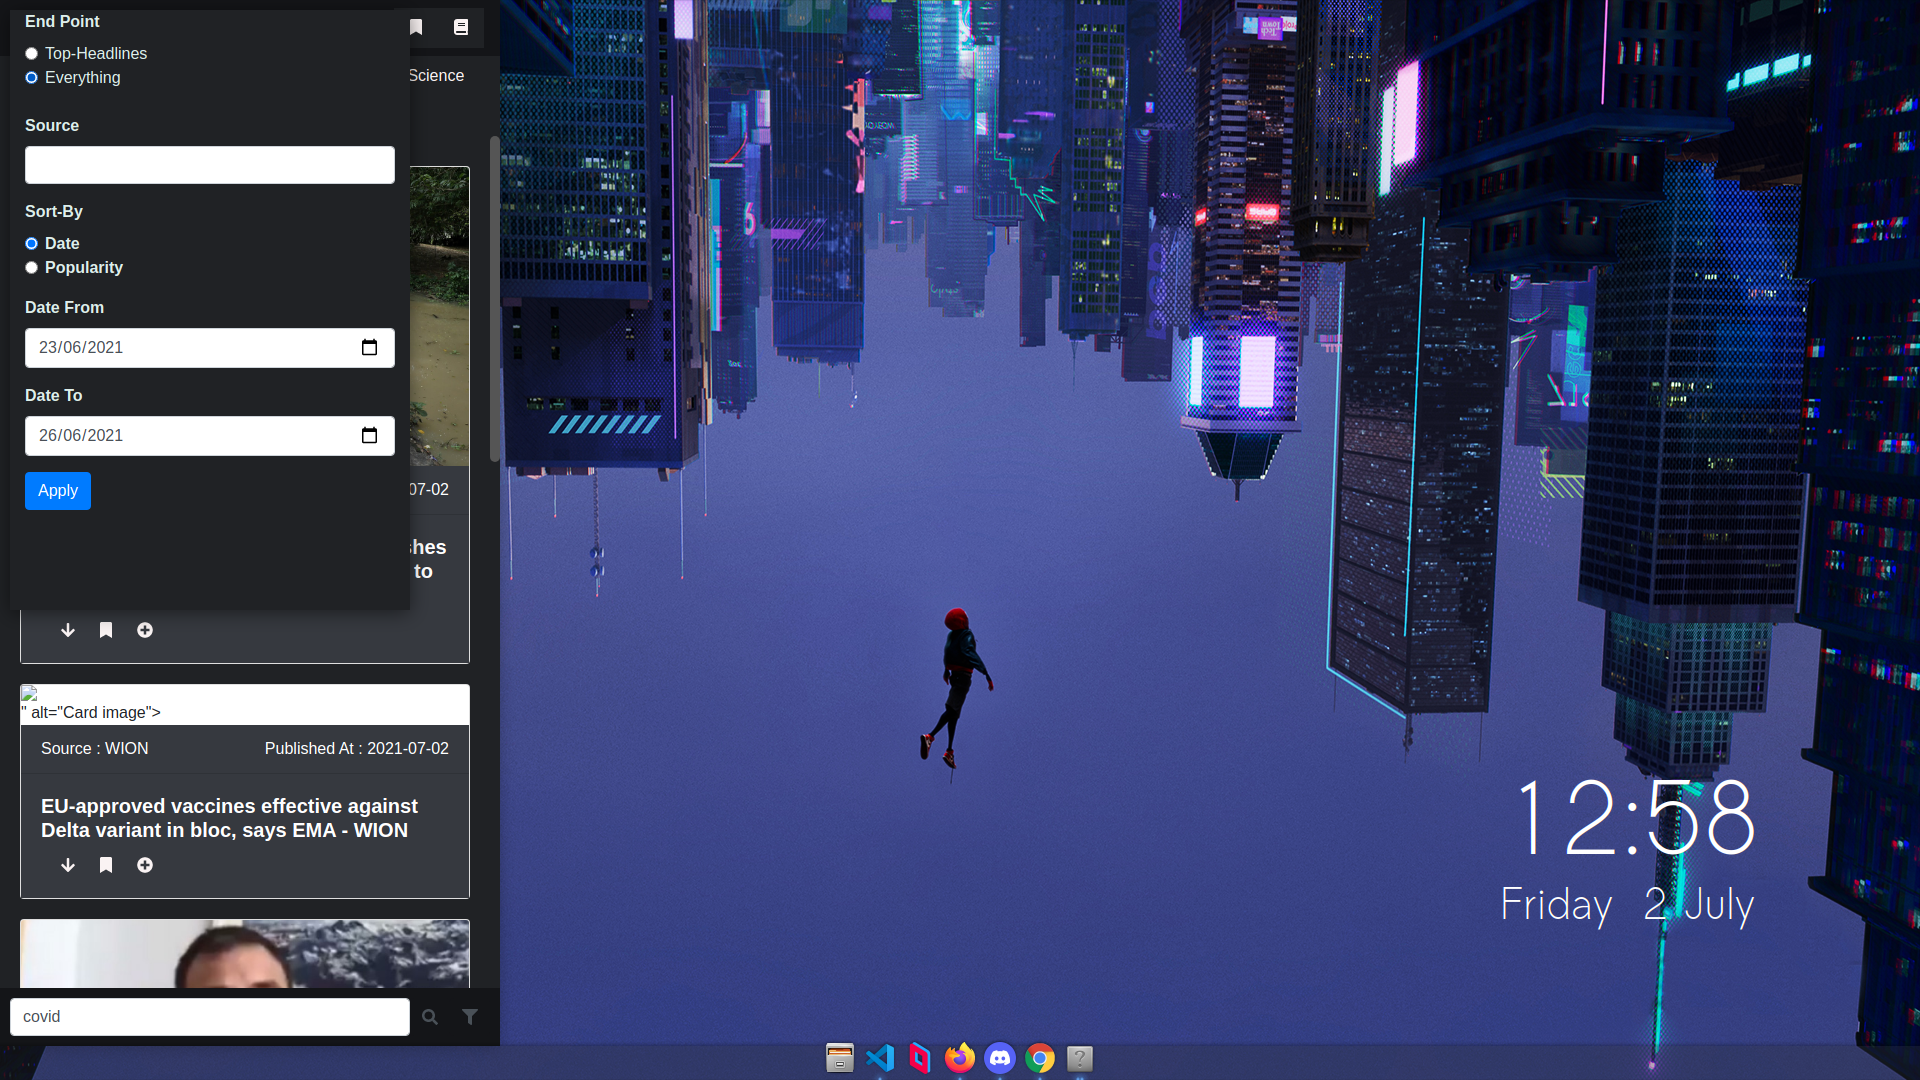 End Point
Top-Headlines
Everything
Science
Source
Sort-By
Date
Popularity
Date From
23/06/2021
Date To
26/06/2021
Apply
07-02
shes
to
" alt="Card image">
Source : WION
Published At : 2021-07-02
EU-approved vaccines effective against
Delta variant in bloc, says EMA - WION
covid
12:58
Friday 2 July